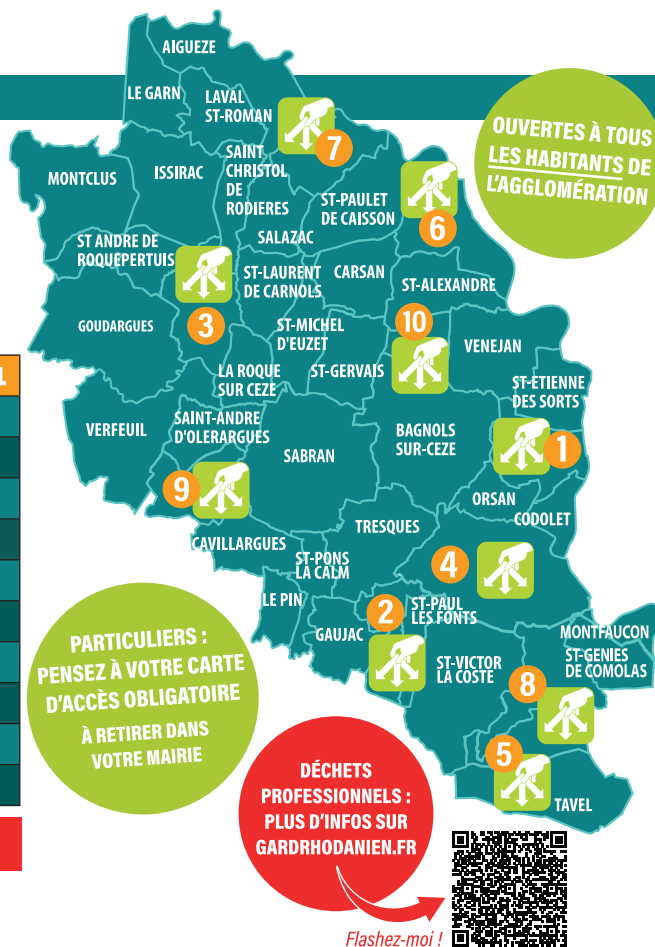 AIGUEZE
LE GARN
LAVAL
ST-ROMAN
7
OUVERTES À TOUS
LES HABITANTS DE
L'AGGLOMÉRATION
MONTCLUS
ISSIRAC
SAINT
CHRISTOL
DE
RODIERES
ST-PAULET
DE CAISSON
6
ST ANDRE DE
ROQUEPERTUIS
SALAZAC
ST-LAURENT
DE CARNOLS
CARSAN
ST-ALEXANDRE
GOUDARGUES
3
ST-MICHEL
D'EUZET
10
VENEJAN
LA ROQUE
SUR CEZE
ST-GERVAIS
ST-ETIENNE
DES SORTS
1
VERFEUIL
SAINT-ANDRE
D'OLERARGUES
SABRAN
BAGNOLS
SUR-CEZE
1
9
ORSAN
CODOLET
CAVILLARGUES
TRESQUES
ST-PONS
LA CALM
4
LE PIN
2
ST-PAUL
LES FONTS
GAUJAC
MONTFAUCON
ST-GENIES
DE COMOLAS
ST-VICTOR
LA COSTE
8
5
TAVEL
PARTICULIERS :
PENSEZ À VOTRE CARTE
D'ACCÈS OBLIGATOIRE
À RETIRER DANS
VOTRE MAIRIE
DÉCHETS
PROFESSIONNELS :
PLUS D'INFOS SUR
GARDRHODANIEN.FR
Flashez-moi !